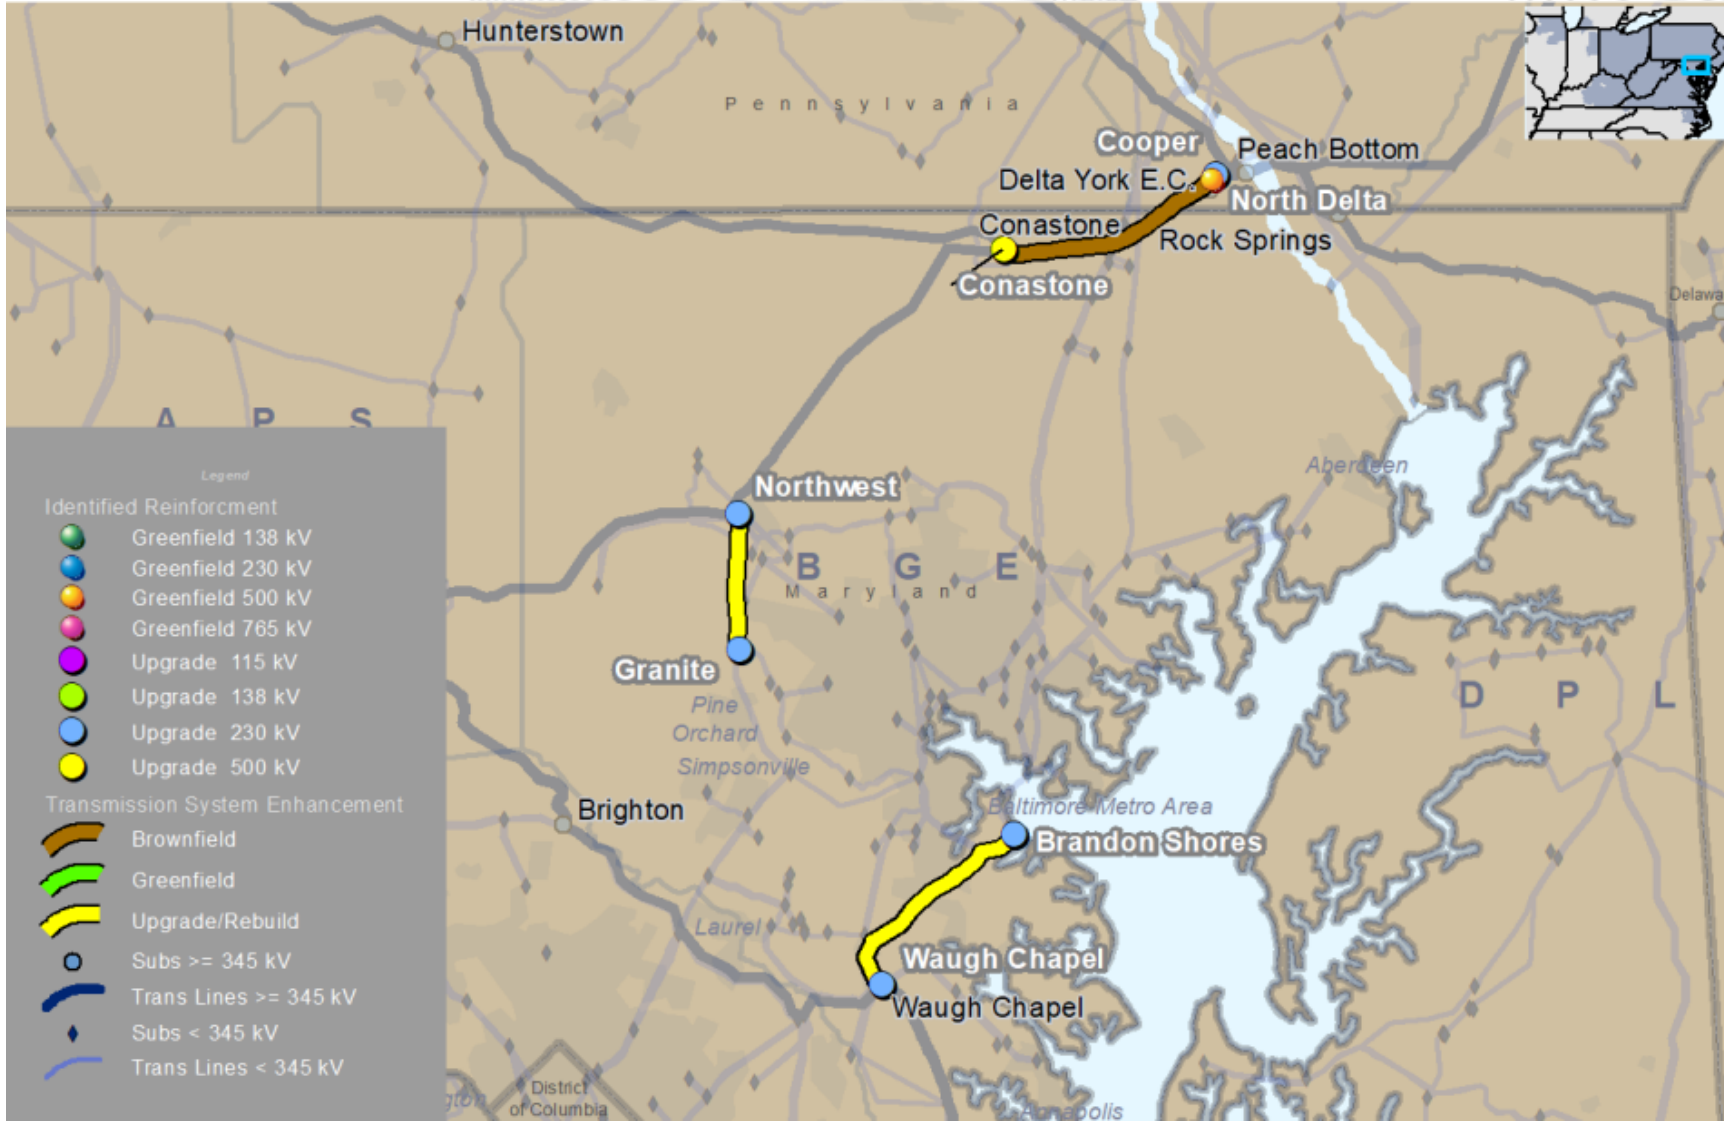 Hunterstown
Pennsylvania
Cooper
Peach Bottom
Delta York E.C.
North Delta
Conastone
Rock Springs
Conastone
Delawa
A P S
Aberdeen
Northwest
B G E
Maryland
Granite
Pine
Orchard
Simpsonville
D P L
Brighton
Baltimore Metro Area
Brandon Shores
Laurel
Waugh Chapel
Waugh Chapel
District
of Columbia
gton
Annapolis
Legend
Identified Reinforcment
Greenfield 138 kV
Greenfield 230 kV
Greenfield 500 kV
Greenfield 765 kV
Upgrade 115 kV
Upgrade 138 kV
Upgrade 230 kV
Upgrade 500 kV
Transmission System Enhancement
Brownfield
Greenfield
Upgrade/Rebuild
Subs >= 345 kV
Trans Lines >= 345 kV
Subs < 345 kV
Trans Lines < 345 kV